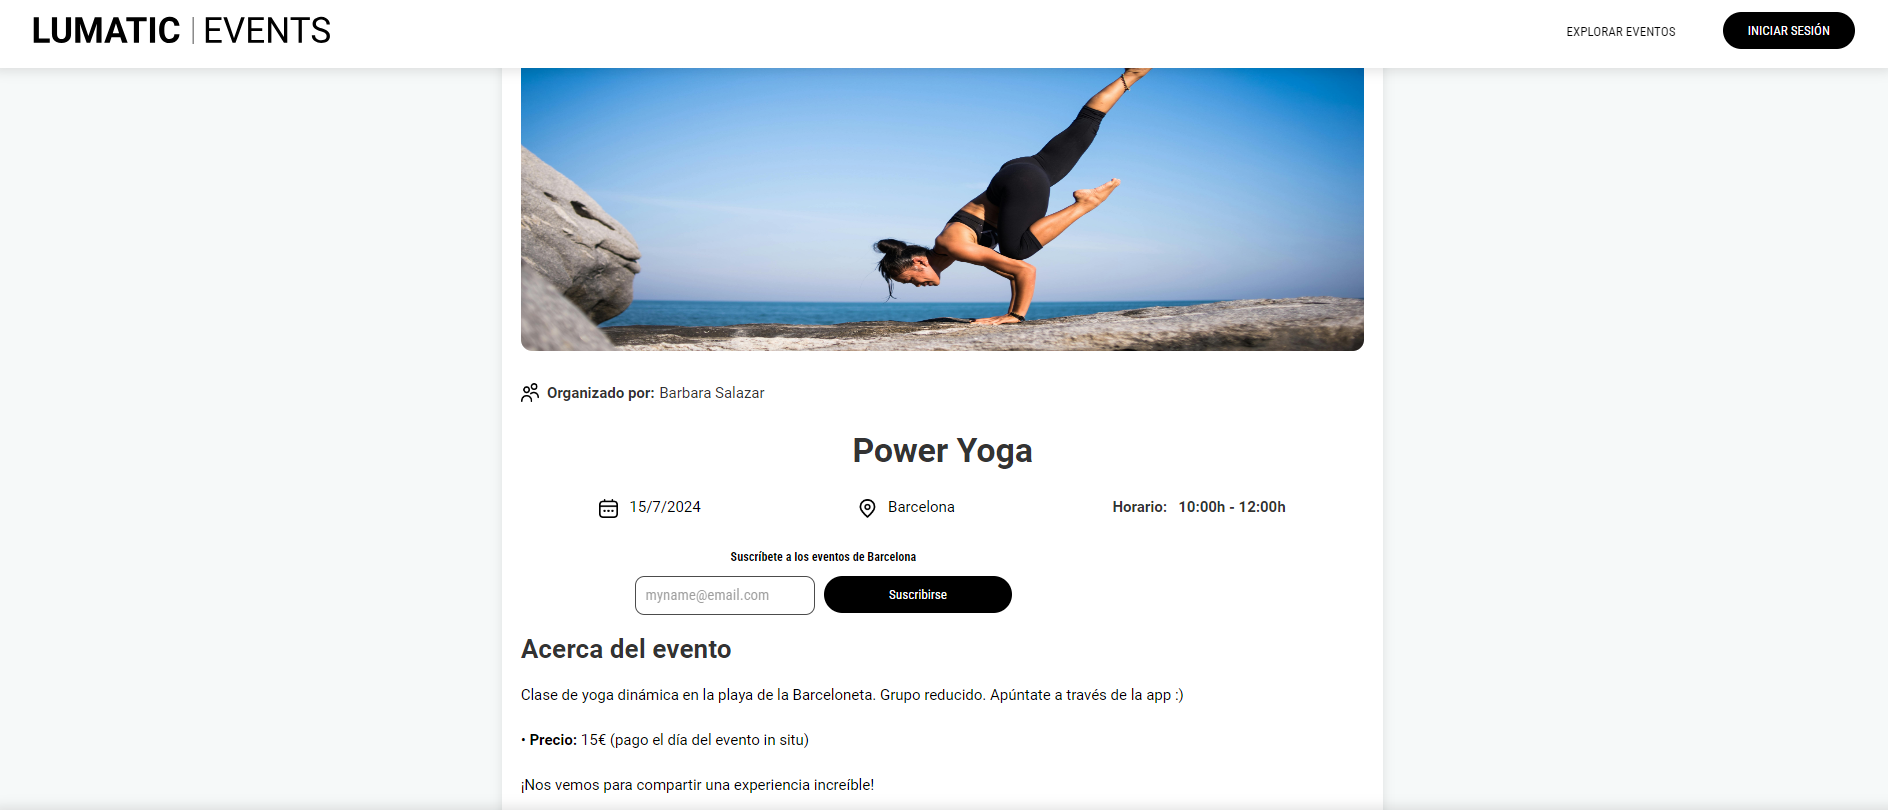 LUMATIC | EVENTS
EXPLORAR EVENTOS
INICIAR SESIÓN
Organizado por: Barbara Salazar
Power Yoga
15/7/2024
Barcelona
Horario: 10:00h - 12:00h
Suscríbete a los eventos de Barcelona
myname@email.com
Suscribirse
Acerca del evento
Clase de yoga dinámica en la playa de la Barceloneta. Grupo reducido. Apúntate a través de la app :)
• Precio: 15€ (pago el día del evento in situ)
¡Nos vemos para compartir una experiencia increíble!